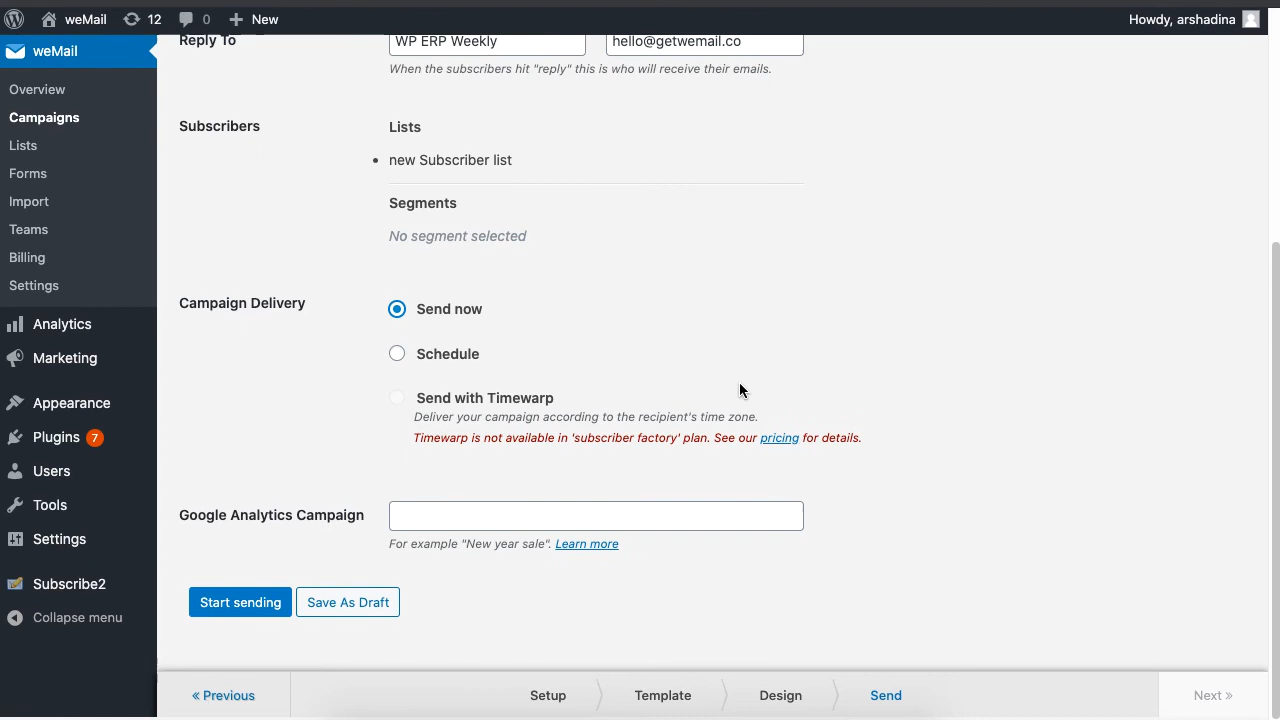 weMail 12 0 New Howdy, arshadina
weMail
Overview
Campaigns
Lists
Forms
Import
Teams
Billing
Settings
Analytics
Marketing
Appearance
Plugins 7
Users
Tools
Settings
Subscribe2
Collapse menu
Reply To WP ERP Weekly hello@getwemail.co
When the subscribers hit "reply" this is who will receive their emails.
Subscribers Lists
• new Subscriber list
Segments
No segment selected
Campaign Delivery Send now
Schedule
Send with Timewarp
Deliver your campaign according to the recipient's time zone.
Timewarp is not available in 'subscriber factory' plan. See our pricing for details.
Google Analytics Campaign
For example "New year sale". Learn more
Start sending Save As Draft
« Previous Setup Template Design Send Next »